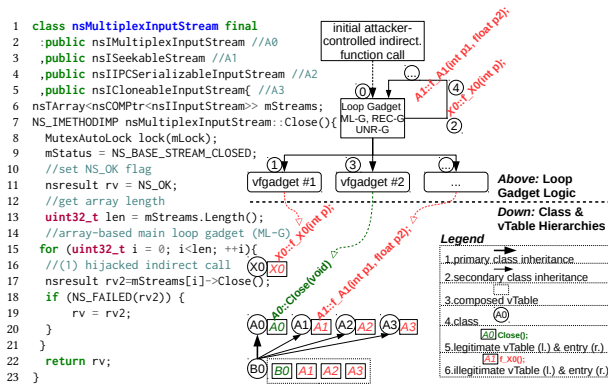 1 class nsMultiplexInputStream final
2 :public nsIMultiplexInputStream //A0
3 ,public nsISeekableStream //A1
4 ,public nsIIPCSerializableInputStream //A2
5 ,public nsICloneableInputStream{ //A3
6 nsTArray<nsCOMPtr<nsIInputStream>> mStreams;
7 NS_IMETHODIMP nsMultiplexInputStream::Close(){
8 MutexAutoLock lock(mLock);
9 mStatus = NS_BASE_STREAM_CLOSED;
10 //set NS_OK flag
11 nsresult rv = NS_OK;
12 //get array length
13 uint32_t len = mStreams.Length();
14 //array-based main loop gadget (ML-G)
15 for (uint32_t i = 0; i<len; ++i){
16 //(1) hijacked indirect call
17 nsresult rv2=mStreams[i]->Close();
18 if (NS_FAILED(rv2)) {
19 rv = rv2;
20 }
21 }
22 return rv;
23 }
initial attacker-
controlled indirect.
function call
...
A1::f_A1(int p1, float p2);
X0::f_X0(int p);
0
4
2
Loop Gadget
ML-G, REC-G
UNR-G
1
3
...
vfgadget #1
vfgadget #2
...
Above: Loop
Gadget Logic
Down: Class &
vTable Hierarchies
X0::f_X0(int p);
A0::Close(void)
A1::f_A1(int p1, float p2);
X0 X0
A0 A0 A1 A1 A2 A2 A3 A3
B0 B0 A1 A2 A3
Legend
1.primary class inheritance
2.secondary class inheritance
3.composed vTable
A0
4.class
A0 Close();
5.legitimate vTable (l.) & entry (r.)
A1 f_X0();
6.illegitimate vTable (l.) & entry (r.)